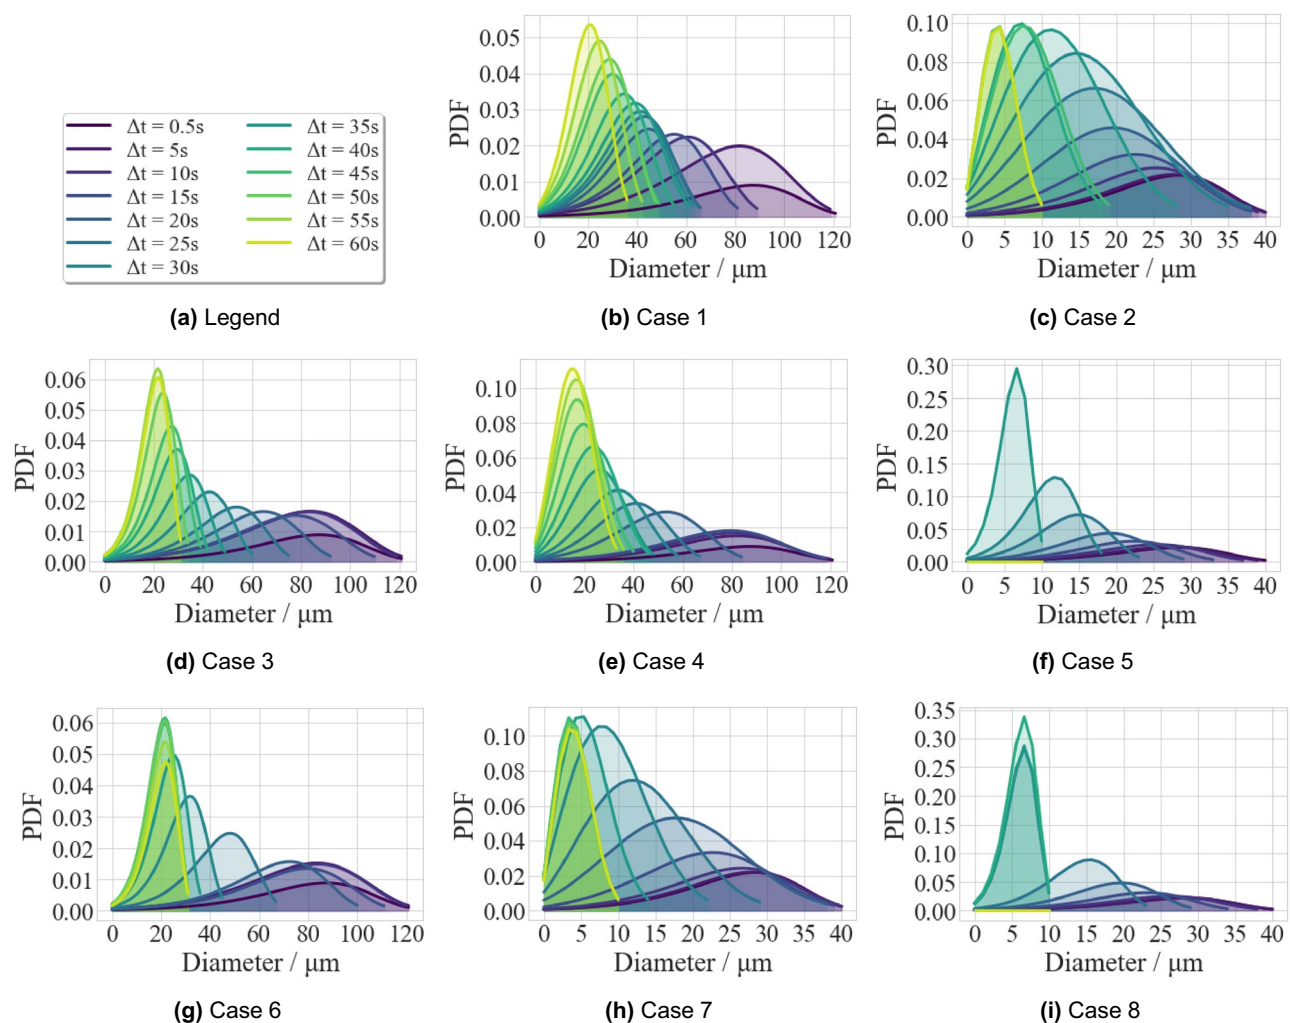 Δt = 0.5s
Δt = 5s
Δt = 10s
Δt = 15s
Δt = 20s
Δt = 25s
Δt = 30s
Δt = 35s
Δt = 40s
Δt = 45s
Δt = 50s
Δt = 55s
Δt = 60s
(a) Legend
PDF
0.05
0.04
0.03
0.02
0.01
0.00
0 20 40 60 80 100 120
Diameter / μm
(b) Case 1
PDF
0.10
0.08
0.06
0.04
0.02
0.00
0 5 10 15 20 25 30 35 40
Diameter / μm
(c) Case 2
PDF
0.06
0.05
0.04
0.03
0.02
0.01
0.00
0 20 40 60 80 100 120
Diameter / μm
(d) Case 3
PDF
0.10
0.08
0.06
0.04
0.02
0.00
0 20 40 60 80 100 120
Diameter / μm
(e) Case 4
PDF
0.30
0.25
0.20
0.15
0.10
0.05
0.00
0 5 10 15 20 25 30 35 40
Diameter / μm
(f) Case 5
PDF
0.06
0.05
0.04
0.03
0.02
0.01
0.00
0 20 40 60 80 100 120
Diameter / μm
(g) Case 6
PDF
0.10
0.08
0.06
0.04
0.02
0.00
0 5 10 15 20 25 30 35 40
Diameter / μm
(h) Case 7
PDF
0.35
0.30
0.25
0.20
0.15
0.10
0.05
0.00
0 5 10 15 20 25 30 35 40
Diameter / μm
(i) Case 8